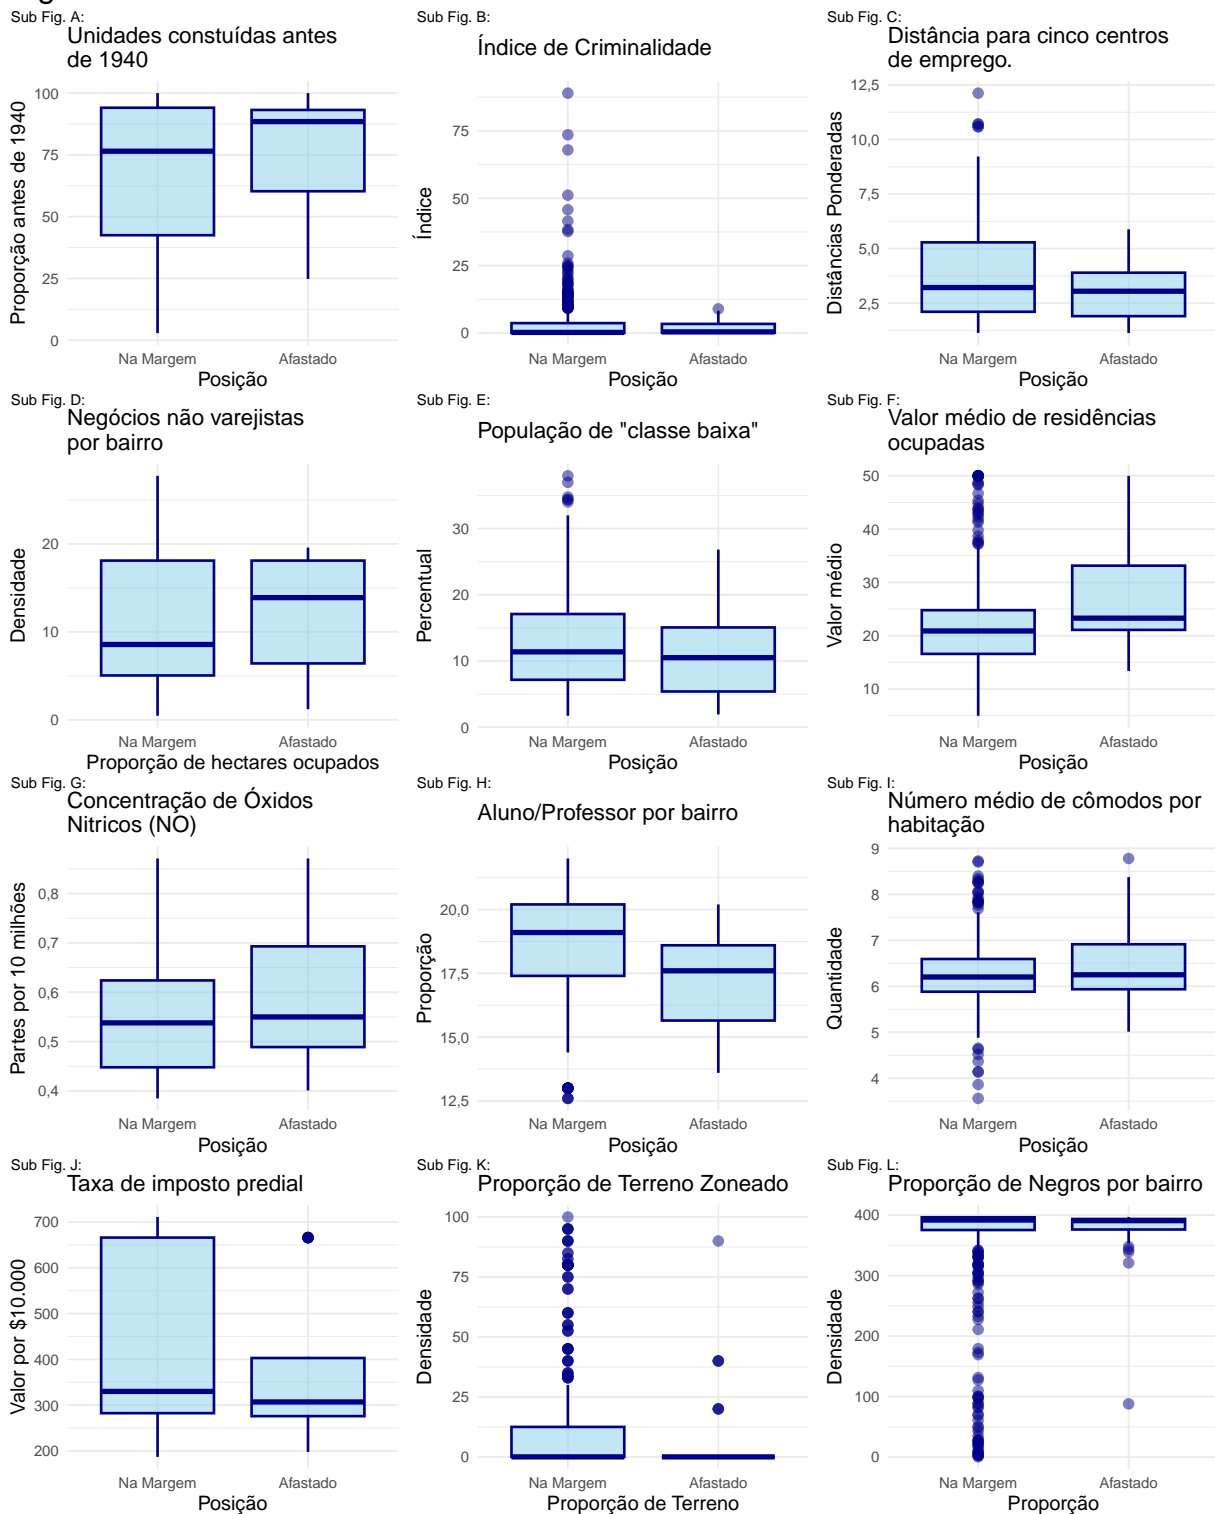 Sub Fig. A:
Unidades constuídas antes
de 1940
Proporção antes de 1940
100
75
50
25
0
Na Margem
Afastado
Posição
Sub Fig. B:
Índice de Criminalidade
Índice
75
50
25
0
Na Margem
Afastado
Posição
Sub Fig. C:
Distância para cinco centros
de emprego.
Distâncias Ponderadas
12,5
10,0
7,5
5,0
2,5
Na Margem
Afastado
Posição
Sub Fig. D:
Negócios não varejistas
por bairro
Densidade
20
10
0
Na Margem
Afastado
Proporção de hectares ocupados
Sub Fig. E:
População de "classe baixa"
Percentual
30
20
10
0
Na Margem
Afastado
Posição
Sub Fig. F:
Valor médio de residências
ocupadas
Valor médio
50
40
30
20
10
Na Margem
Afastado
Posição
Sub Fig. G:
Concentração de Óxidos
Nitricos (NO)
Partes por 10 milhões
0,8
0,7
0,6
0,5
0,4
Na Margem
Afastado
Posição
Sub Fig. H:
Aluno/Professor por bairro
Proporção
20,0
17,5
15,0
12,5
Na Margem
Afastado
Posição
Sub Fig. I:
Número médio de cômodos por
habitação
Quantidade
9
8
7
6
5
4
Na Margem
Afastado
Posição
Sub Fig. J:
Taxa de imposto predial
Valor por $10.000
700
600
500
400
300
200
Na Margem
Afastado
Posição
Sub Fig. K:
Proporção de Terreno Zoneado
Densidade
100
75
50
25
0
Na Margem
Afastado
Proporção de Terreno
Sub Fig. L:
Proporção de Negros por bairro
Densidade
400
300
200
100
0
Na Margem
Afastado
Proporção